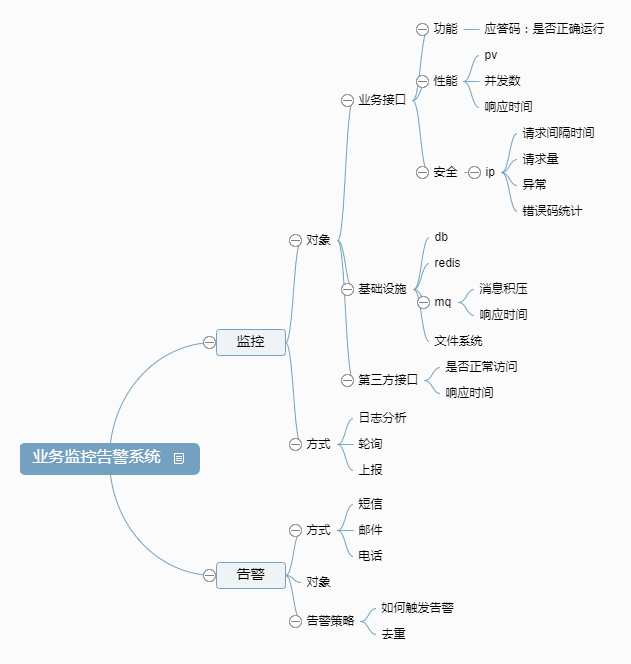 业务监控告警系统
监控
对象
业务接口
功能
应答码：是否正确运行
性能
pv
并发数
响应时间
安全
ip
请求间隔时间
请求量
异常
错误码统计
基础设施
db
redis
mq
消息积压
响应时间
文件系统
第三方接口
是否正常访问
响应时间
方式
日志分析
轮询
上报
告警
方式
短信
邮件
电话
对象
告警策略
如何触发告警
去重